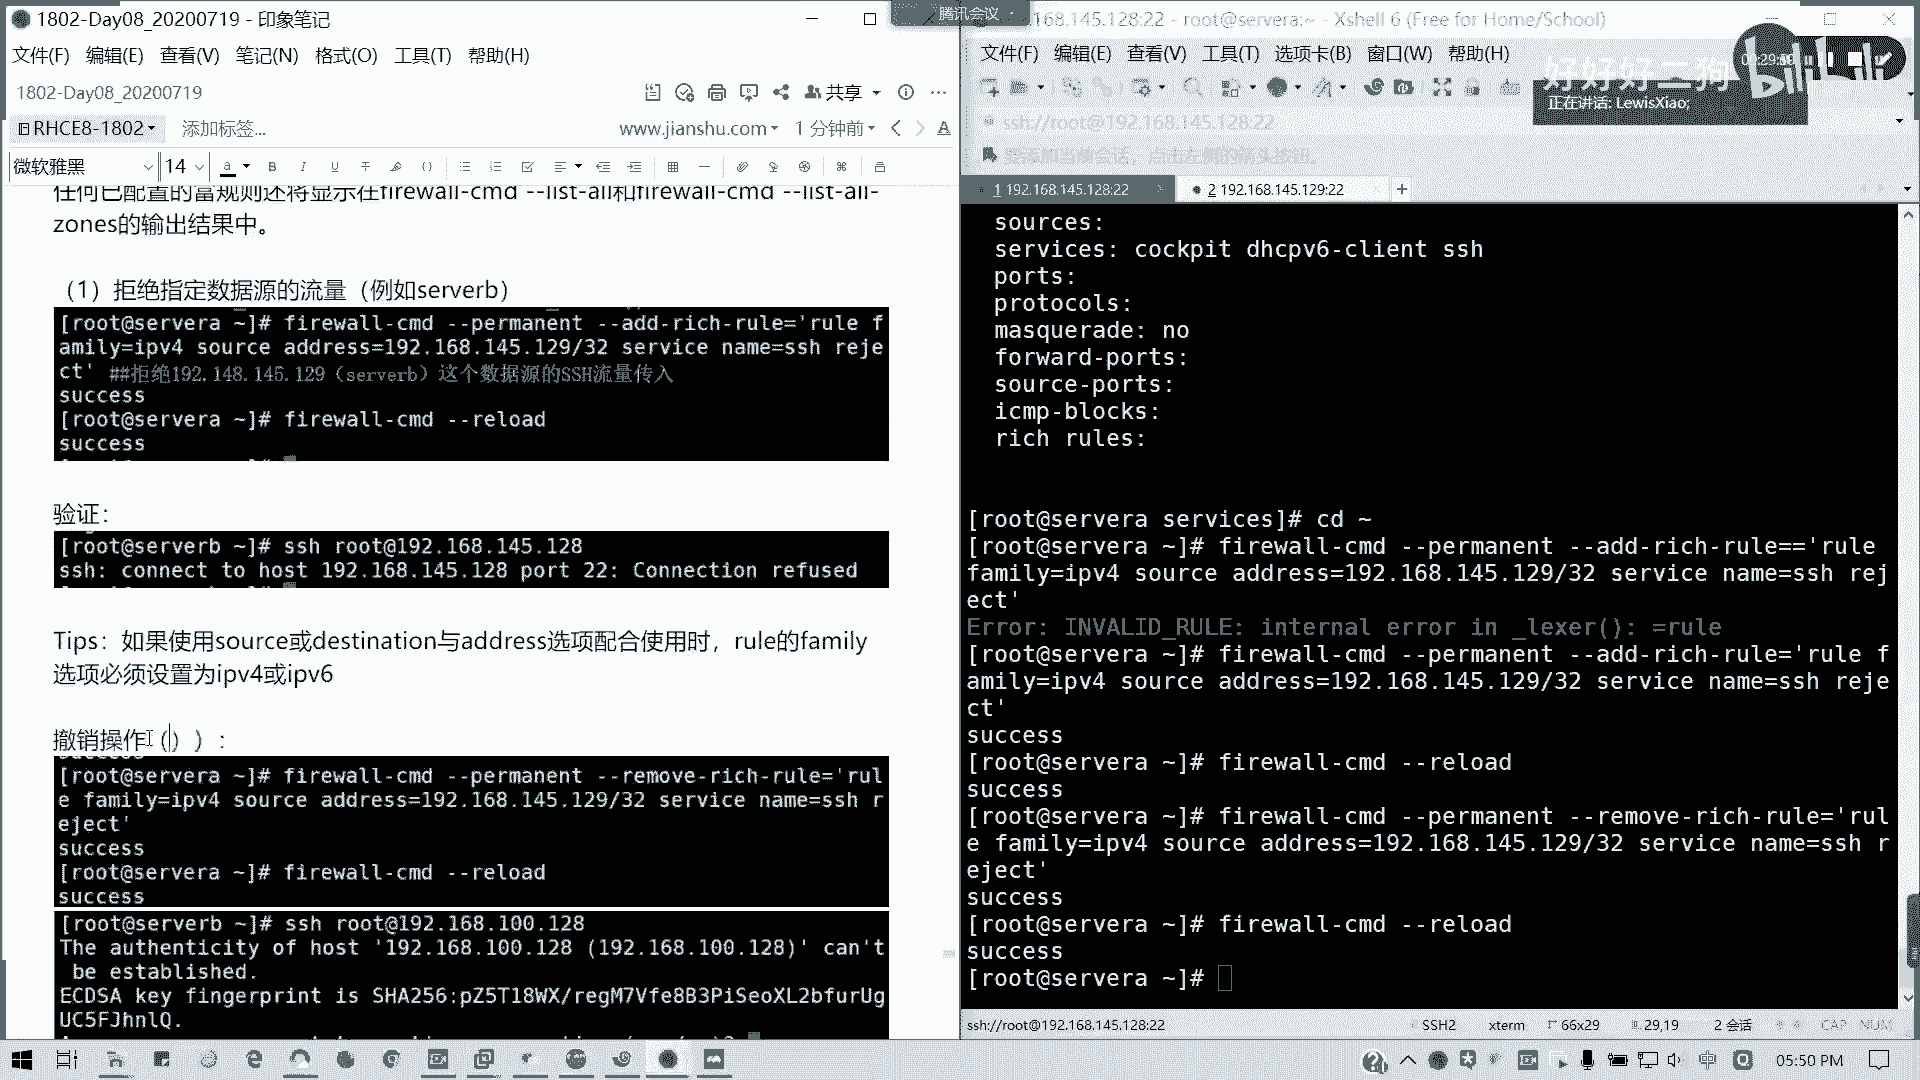 1802-Day08_20200719 - 印象笔记
文件(F) 编辑(E) 查看(V) 笔记(N) 格式(O) 工具(T) 帮助(H)
1802-Day08_20200719
共享
RHCE8-1802
添加标签...
www.jianshu.com
1 分钟前
微软雅黑
14
任何已配置的富规则还将显示在firewall-cmd --list-all和firewall-cmd --list-all-
zones的输出结果中。
（1）拒绝指定数据源的流量（例如serverb）
[root@servera ~]# firewall-cmd --permanent --add-rich-rule='rule f
amily=ipv4 source address=192.168.145.129/32 service name=ssh reje
ct' ##拒绝192.148.145.129（serverb）这个数据源的SSH流量传入
success
[root@servera ~]# firewall-cmd --reload
success
验证：
[root@serverb ~]# ssh root@192.168.145.128
ssh: connect to host 192.168.145.128 port 22: Connection refused
Tips：如果使用source或destination与address选项配合使用时，rule的family
选项必须设置为ipv4或ipv6
撤销操作（()）：
[root@servera ~]# firewall-cmd --permanent --remove-rich-rule='rul
e family=ipv4 source address=192.168.145.129/32 service name=ssh r
eject'
success
[root@servera ~]# firewall-cmd --reload
success
[root@serverb ~]# ssh root@192.168.100.128
The authenticity of host '192.168.100.128 (192.168.100.128)' can't
be established.
ECDSA key fingerprint is SHA256:pZ5T18WX/regM7Vfe8B3PiSeoXL2bfurUg
UC5FJhnlQ.
腾讯会议
168.145.128:22 - root@servera:~ - Xshell 6 (Free for Home/School)
文件(F) 编辑(E) 查看(V) 工具(T) 选项卡(B) 窗口(W) 帮助(H)
好好好二狗
bilibili
正在讲话: LewisXiao;
ssh://root@192.168.145.128:22
要添加当前会话，点击左侧的箭头按钮。
1 192.168.145.128:22
2 192.168.145.129:22
sources:
services: cockpit dhcpv6-client ssh
ports:
protocols:
masquerade: no
forward-ports:
source-ports:
icmp-blocks:
rich rules:
[root@servera services]# cd ~
[root@servera ~]# firewall-cmd --permanent --add-rich-rule=='rule
family=ipv4 source address=192.168.145.129/32 service name=ssh rej
ect'
Error: INVALID_RULE: internal error in _lexer(): =rule
[root@servera ~]# firewall-cmd --permanent --add-rich-rule='rule f
amily=ipv4 source address=192.168.145.129/32 service name=ssh reje
ct'
success
[root@servera ~]# firewall-cmd --reload
success
[root@servera ~]# firewall-cmd --permanent --remove-rich-rule='rul
e family=ipv4 source address=192.168.145.129/32 service name=ssh r
eject'
success
[root@servera ~]# firewall-cmd --reload
success
[root@servera ~]#
ssh://root@192.168.145.128:22
SSH2
xterm
66x29
29,19
2 会话
CAP NUM
中
05:50 PM